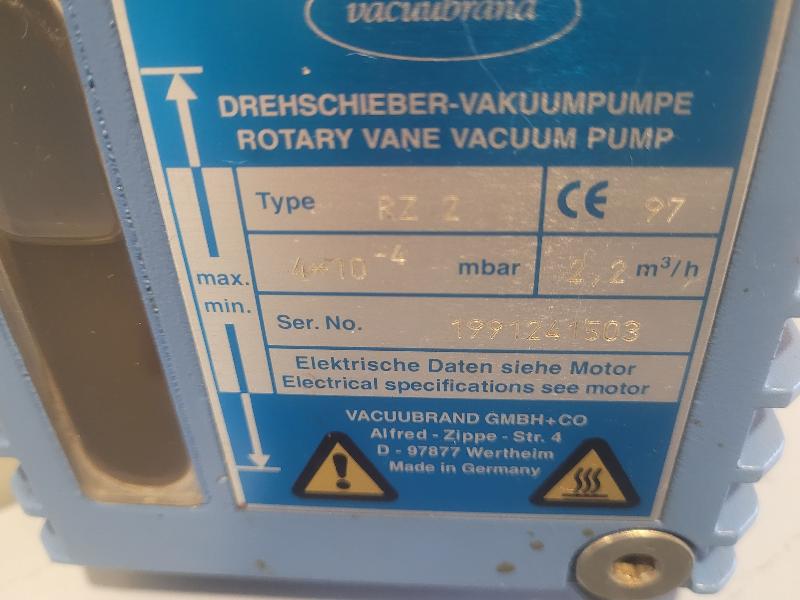 vacuubrand
DREHSCHIEBER-VAKUUMPUMPE
ROTARY VANE VACUUM PUMP
Type RZ 2 CE 97
4*10⁻⁴ mbar 2,2 m³/h
max.
min.
Ser. No. 1991241503
Elektrische Daten siehe Motor
Electrical specifications see motor
VACUUBRAND GMBH+CO
Alfred - Zippe - Str. 4
D - 97877 Wertheim
Made in Germany